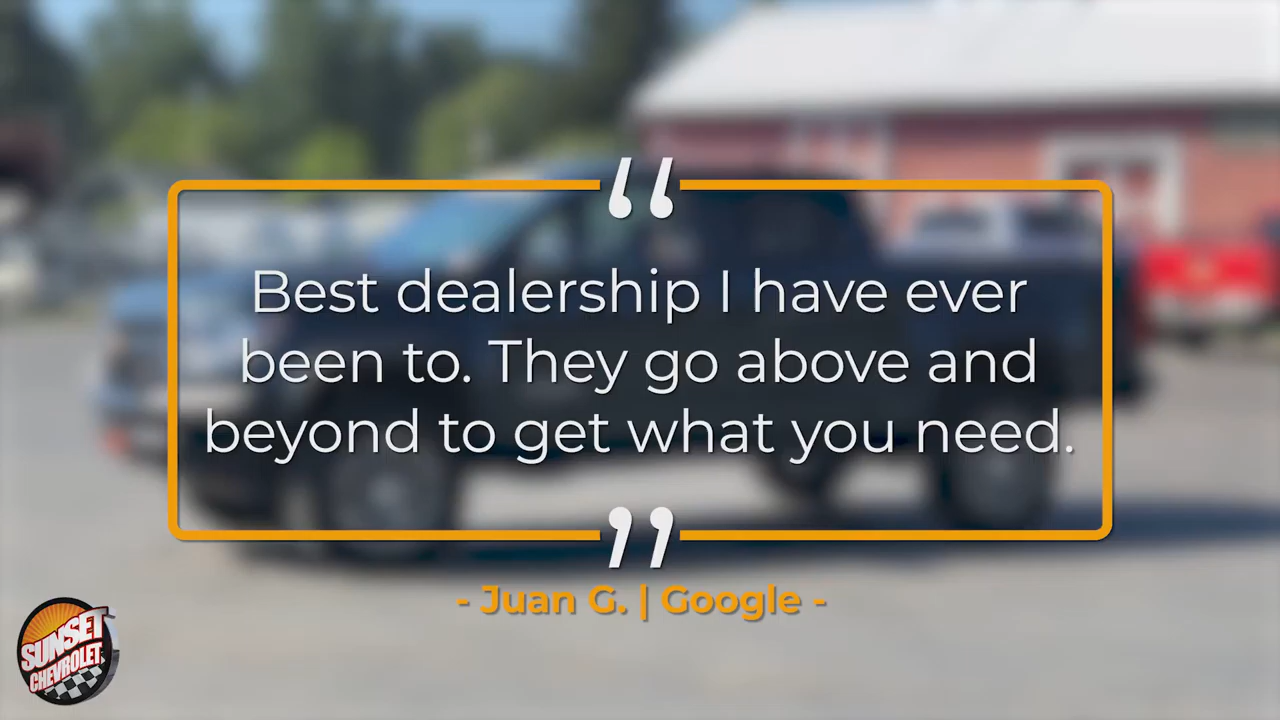 “
Best dealership I have ever
been to. They go above and
beyond to get what you need.
”
- Juan G. | Google -
SUNSET
CHEVROLET